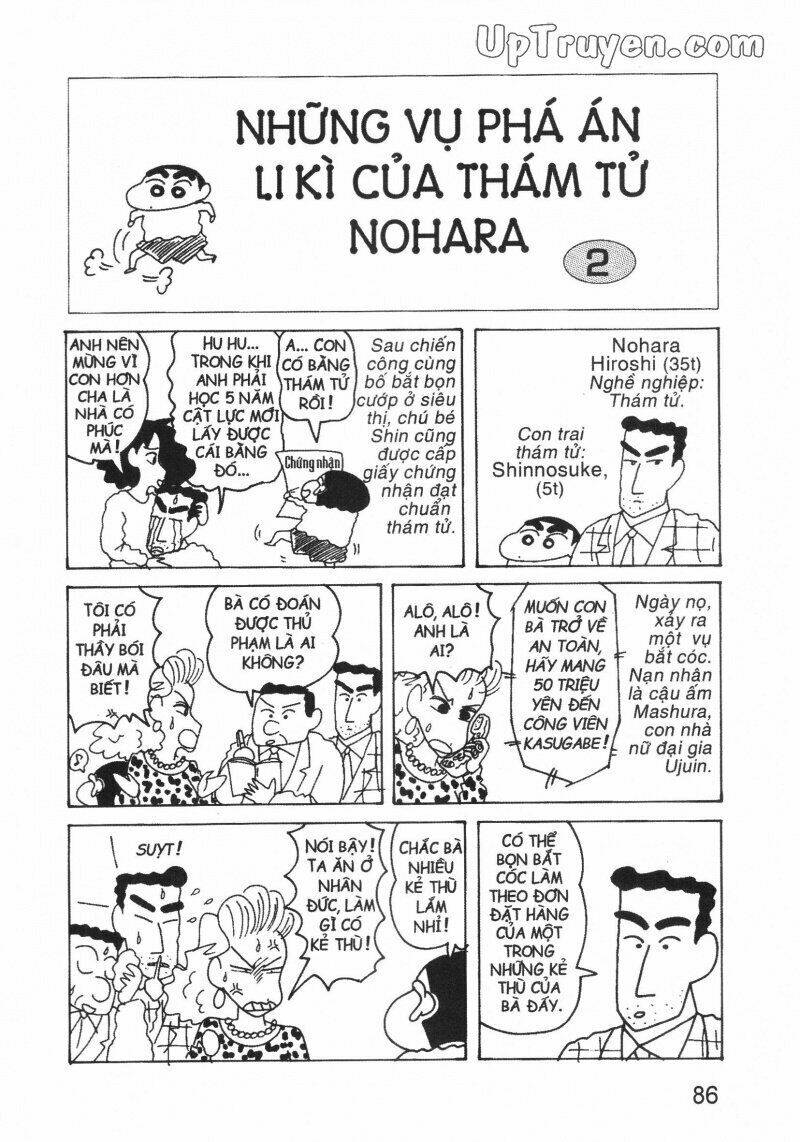 UpTruyen.com
NHỮNG VỤ PHÁ ÁN
LI KÌ CỦA THÁM TỬ
NOHARA
2
Nohara
Hiroshi (35t)
Nghề nghiệp:
Thám tử.
Con trai
thám tử:
Shinnosuke,
(5t)
Sau chiến
công cùng
bố bắt bọn
cướp ở siêu
thị, chú bé
Shin cũng
được cấp
giấy chứng
nhận đạt
chuẩn
thám tử.
A... CON
CÓ BẰNG
THÁM TỬ
RỒI!
Chứng nhận
HU HU...
TRONG KHI
ANH PHẢI
HỌC 5 NĂM
CẬT LỰC MỚI
LẤY ĐƯỢC
CÁI BẰNG
ĐÓ...
ANH NÊN
MỪNG VÌ
CON HƠN
CHA LÀ
NHÀ CÓ
PHÚC
MÀ!
Ngày nọ,
xảy ra
một vụ
bắt cóc.
Nạn nhân
là cậu ấm
Mashura,
con nhà
nữ đại gia
Ujuin.
MUỐN CON
BÀ TRỞ VỀ
AN TOÀN,
HÃY MANG
50 TRIỆU
YÊN ĐẾN
CÔNG VIÊN
KASUGABE!
ALÔ, ALÔ!
ANH LÀ
AI?
BÀ CÓ ĐOÁN
ĐƯỢC THỦ
PHẠM LÀ AI
KHÔNG?
TÔI CÓ
PHẢI
THẦY BÓI
ĐÂU MÀ
BIẾT!
CÓ THỂ
BỌN BẮT
CÓC LÀM
THEO ĐƠN
ĐẶT HÀNG
CỦA MỘT
TRONG
NHỮNG KẺ
THÙ CỦA
BÀ ĐẤY.
CHẮC BÀ
NHIỀU
KẺ THÙ
LẮM
NHỈ!
NÓI BẬY!
TA ĂN Ở
NHÂN
ĐỨC, LÀM
GÌ CÓ
KẺ THÙ!
SUỴT!
86